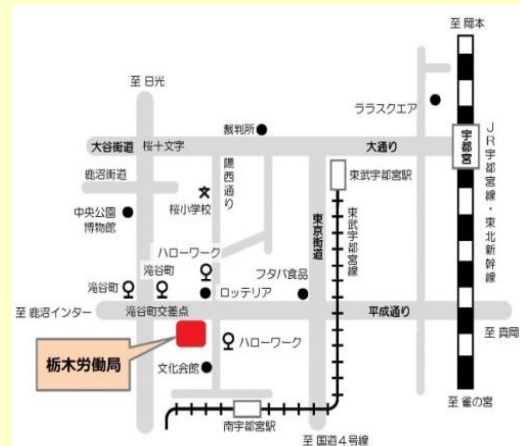 至 岡本
至 日光
ララスクエア
裁判所
大谷街道
桜十文字
大通り
宇都宮
JR宇都宮線・東北新幹線
鹿沼街道
陽西通り
東武宇都宮駅
桜小学校
中央公園
博物館
東京街道
東武宇都宮線
ハローワーク
滝谷町
滝谷町
フタバ食品
ロッテリア
至 鹿沼インター
滝谷町交差点
平成通り
至 真岡
栃木労働局
ハローワーク
文化会館
至 雀の宮
南宇都宮駅
至 国道4号線